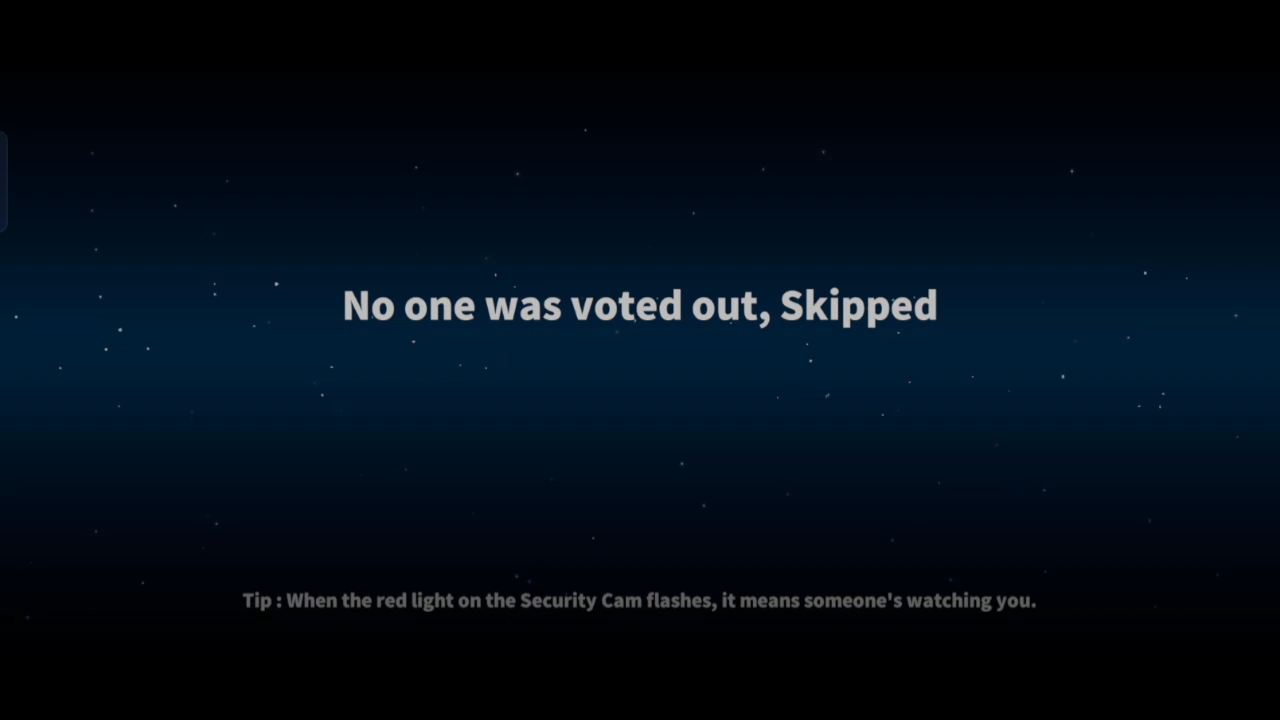 No one was voted out, Skipped
Tip : When the red light on the Security Cam flashes, it means someone's watching you.